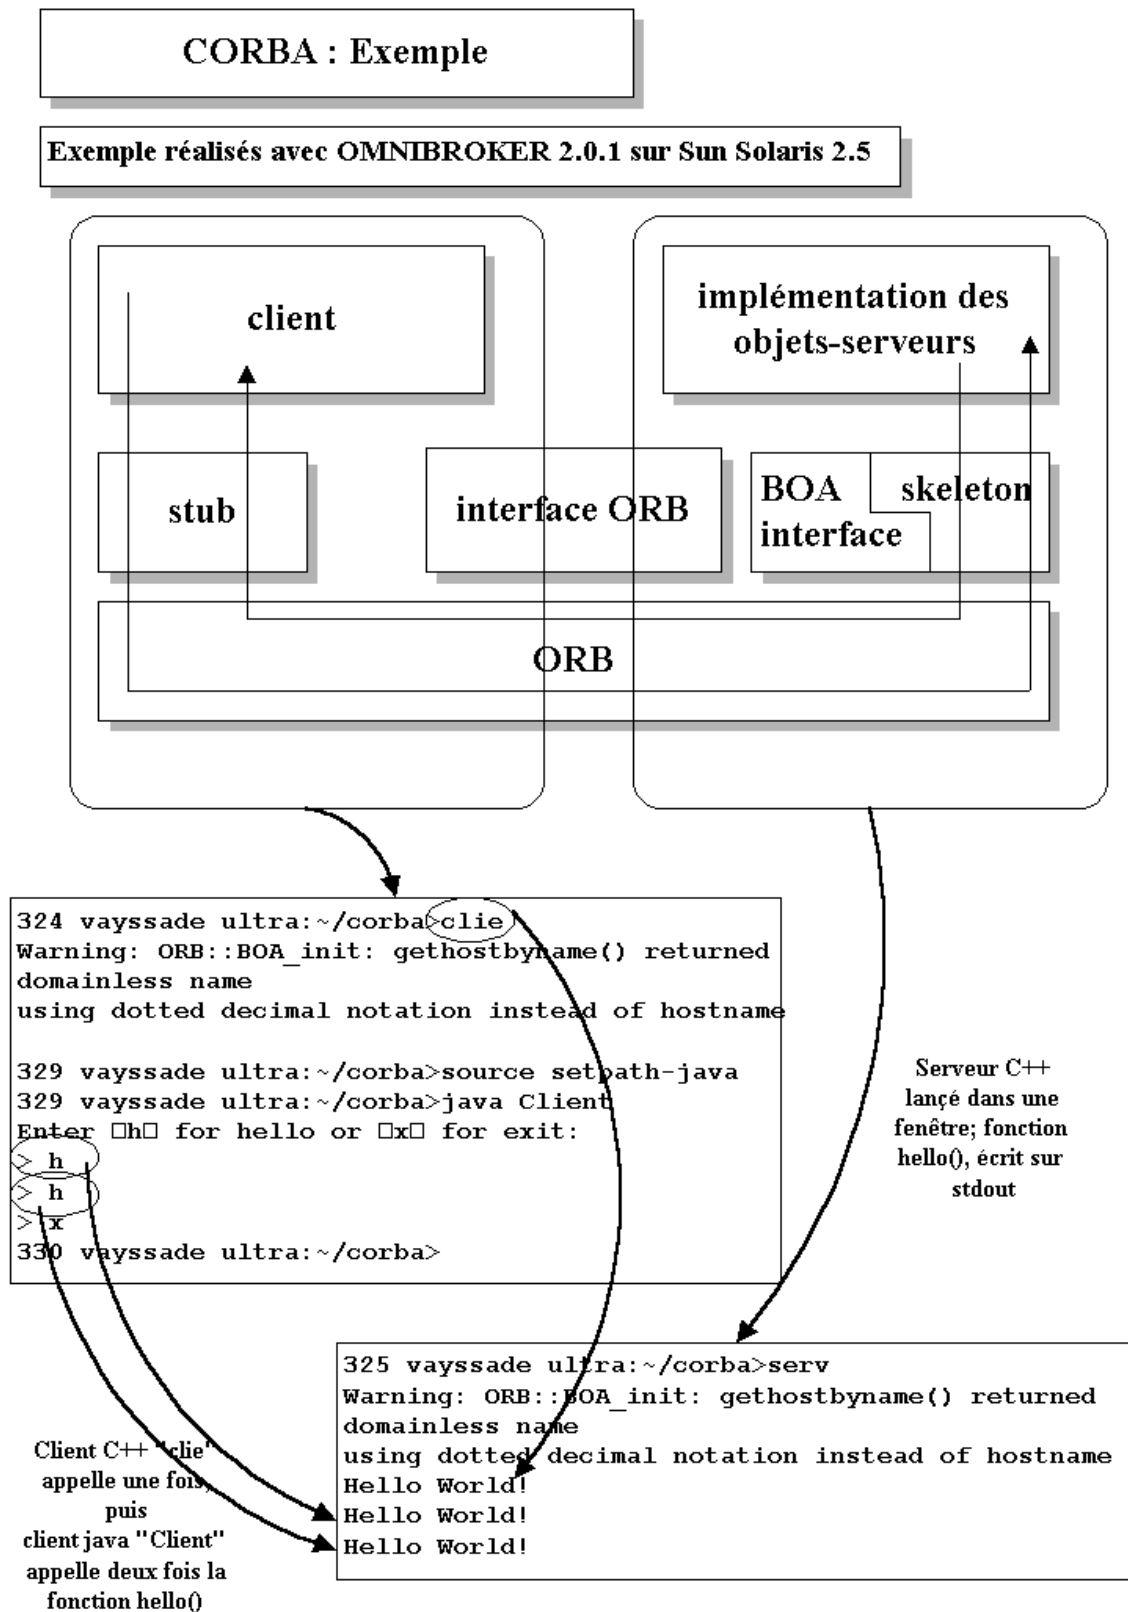 CORBA : Exemple
Exemple réalisés avec OMNIBROKER 2.0.1 sur Sun Solaris 2.5
client
implémentation des
objets-serveurs
stub
interface ORB
BOA
interface
skeleton
ORB
324 vayssade ultra:~/corba>clie
Warning: ORB::BOA_init: gethostbyname() returned
domainless name
using dotted decimal notation instead of hostname
329 vayssade ultra:~/corba>source setpath-java
329 vayssade ultra:~/corba>java Client
Enter □h□ for hello or □x□ for exit:
> h
> h
> x
330 vayssade ultra:~/corba>
Serveur C++
lançé dans une
fenêtre; fonction
hello(), écrit sur
stdout
325 vayssade ultra:~/corba>serv
Warning: ORB::BOA_init: gethostbyname() returned
domainless name
using dotted decimal notation instead of hostname
Hello World!
Hello World!
Hello World!
Client C++ "clie"
appelle une fois,
puis
client java "Client"
appelle deux fois la
fonction hello()